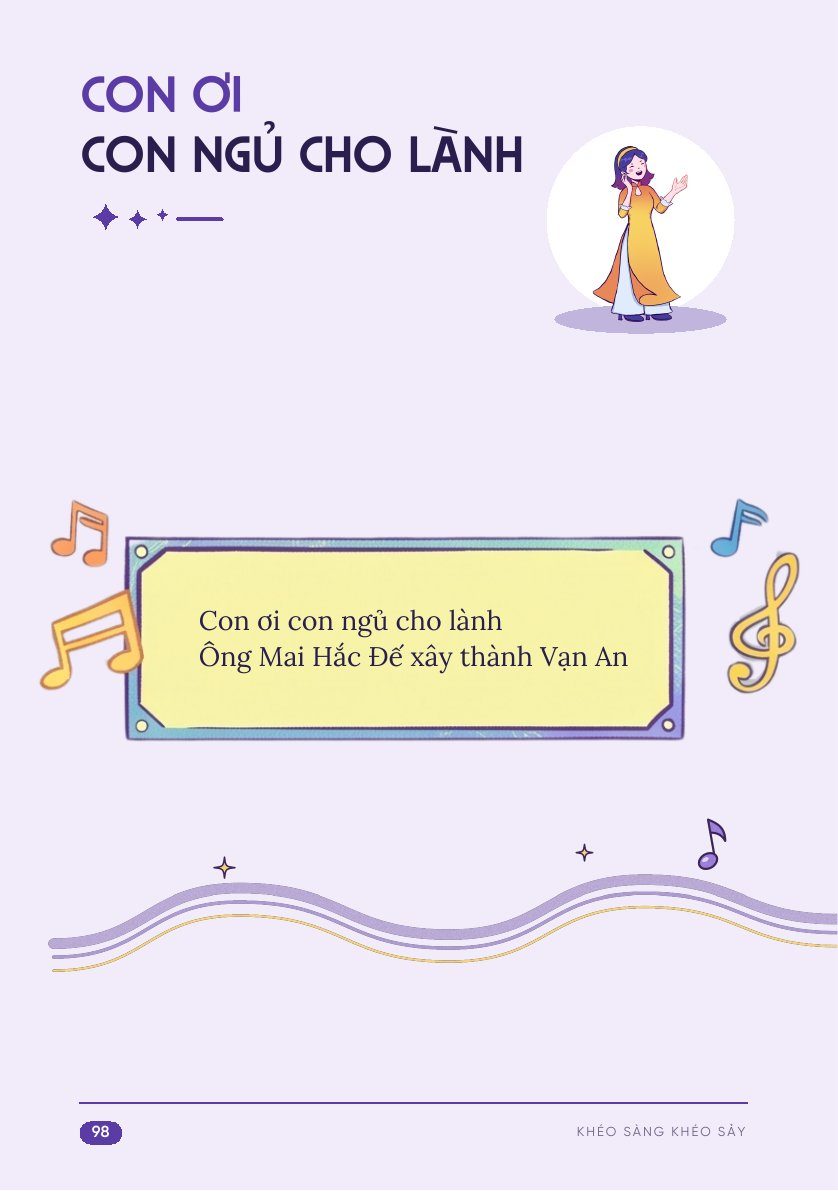 CON ƠI
CON NGỦ CHO LÀNH
Con ơi con ngủ cho lành
Ông Mai Hắc Đế xây thành Vạn An
98
KHÉO SÀNG KHÉO SẢY